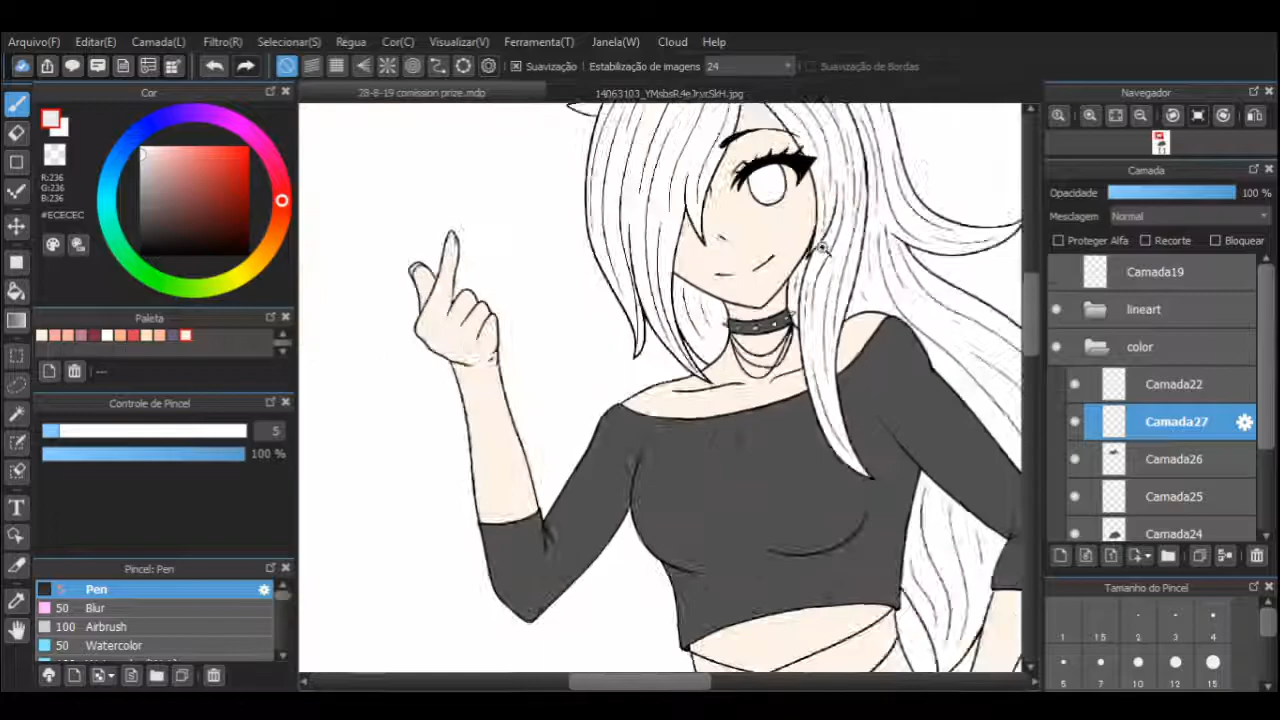 Arquivo(F) Editar(E) Camada(L) Filtro(R) Selecionar(S) Régua Cor(C) Visualizar(V) Ferramenta(T) Janela(W) Cloud Help
Suavização Estabilização de imagens 24 Suavização de Bordas
Cor
28-8-19 comission prize.mdp
R:236
G:236
B:236
#ECECEC
Paleta
---
Controle de Pincel
5
100 %
Pincel: Pen
5 Pen
50 Blur
100 Airbrush
50 Watercolor
Navegador
Camada
Opacidade 100 %
Mesclagem Normal
Proteger Alfa Recorte Bloquear
Camada19
lineart
color
Camada22
Camada27
Camada26
Camada25
Camada24
Tamanho do Pincel
1 1.5 2 3 4
5 7 10 12 15